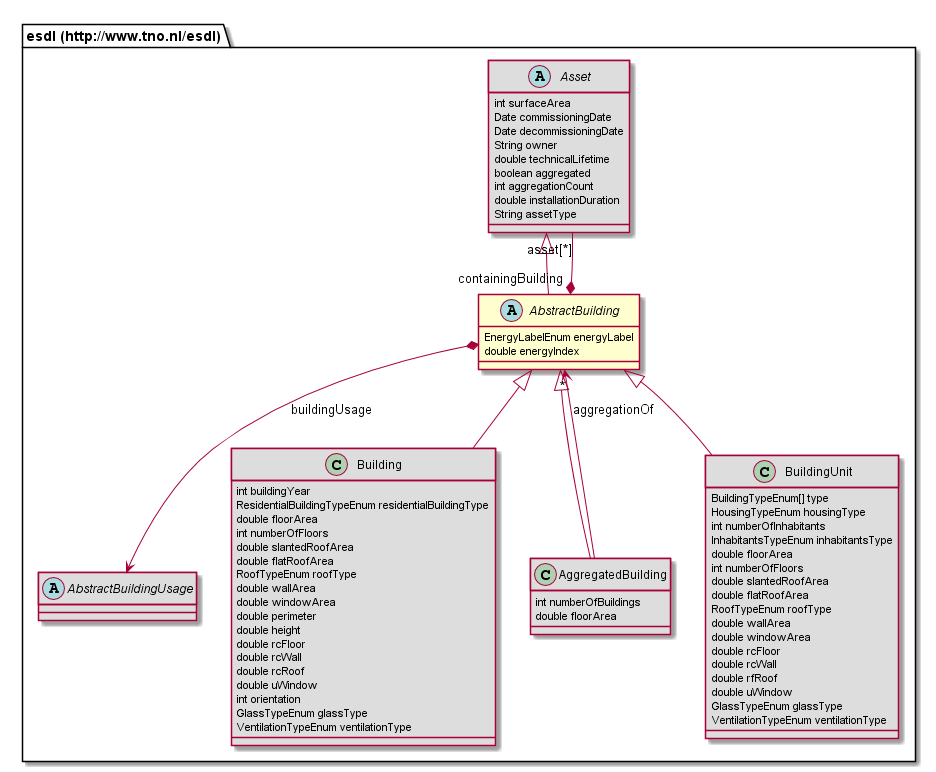 esdl (http://www.tno.nl/esdl)
A Asset
int surfaceArea
Date commissioningDate
Date decommissioningDate
String owner
double technicalLifetime
boolean aggregated
int aggregationCount
double installationDuration
String assetType
asset[*]
containingBuilding
A AbstractBuilding
EnergyLabelEnum energyLabel
double energyIndex
*
buildingUsage
aggregationOf
C Building
int buildingYear
ResidentialBuildingTypeEnum residentialBuildingType
double floorArea
int numberOfFloors
double slantedRoofArea
double flatRoofArea
RoofTypeEnum roofType
double wallArea
double windowArea
double perimeter
double height
double rcFloor
double rcWall
double rcRoof
double uWindow
int orientation
GlassTypeEnum glassType
VentilationTypeEnum ventilationType
C BuildingUnit
BuildingTypeEnum[] type
HousingTypeEnum housingType
int numberOfInhabitants
InhabitantsTypeEnum inhabitantsType
double floorArea
int numberOfFloors
double slantedRoofArea
double flatRoofArea
RoofTypeEnum roofType
double wallArea
double windowArea
double rcFloor
double rcWall
double rfRoof
double uWindow
GlassTypeEnum glassType
VentilationTypeEnum ventilationType
C AggregatedBuilding
int numberOfBuildings
double floorArea
A AbstractBuildingUsage